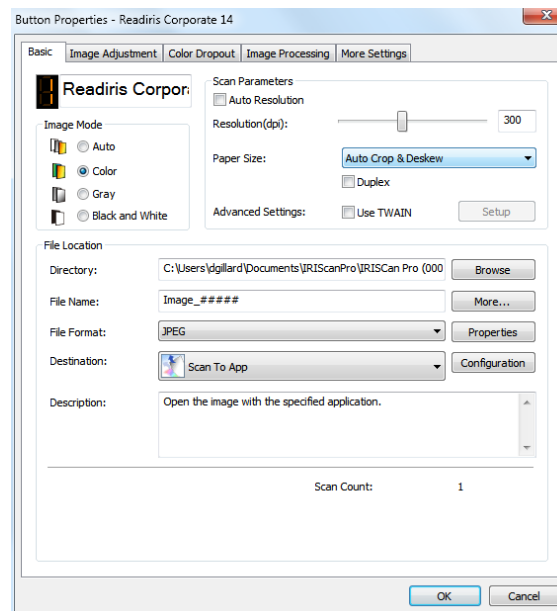 Button Properties - Readiris Corporate 14
Basic Image Adjustment Color Dropout Image Processing More Settings
1 Readiris Corpor
Scan Parameters
Auto Resolution
Resolution(dpi): 300
Image Mode
Auto
Color
Gray
Black and White
Paper Size: Auto Crop & Deskew
Duplex
Advanced Settings: Use TWAIN Setup
File Location
Directory: C:\Users\dgillard\Documents\IRIScanPro\IRISCan Pro (000 Browse
File Name: Image_##### More...
File Format: JPEG Properties
Destination: Scan To App Configuration
Description: Open the image with the specified application.
Scan Count: 1
OK Cancel